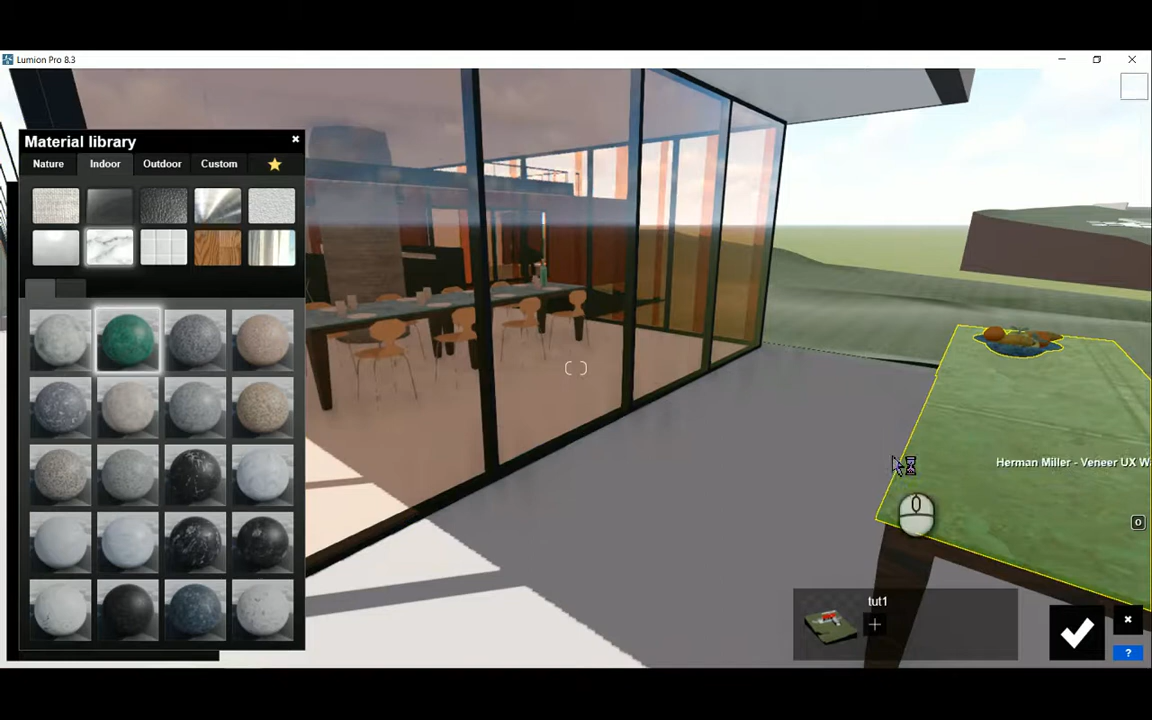 Lumion Pro 8.3
Material library
Nature
Indoor
Outdoor
Custom
Herman Miller - Veneer UX W
O
tut1
?